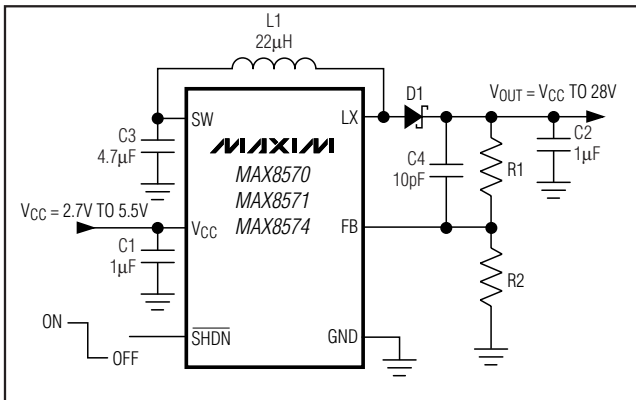 L1
22µH
SW
LX
D1
VOUT = VCC TO 28V
C3
4.7µF
MAXIM
MAX8570
MAX8571
MAX8574
C4
10pF
R1
C2
1µF
VCC = 2.7V TO 5.5V
VCC
FB
C1
1µF
R2
ON
OFF
SHDN
GND